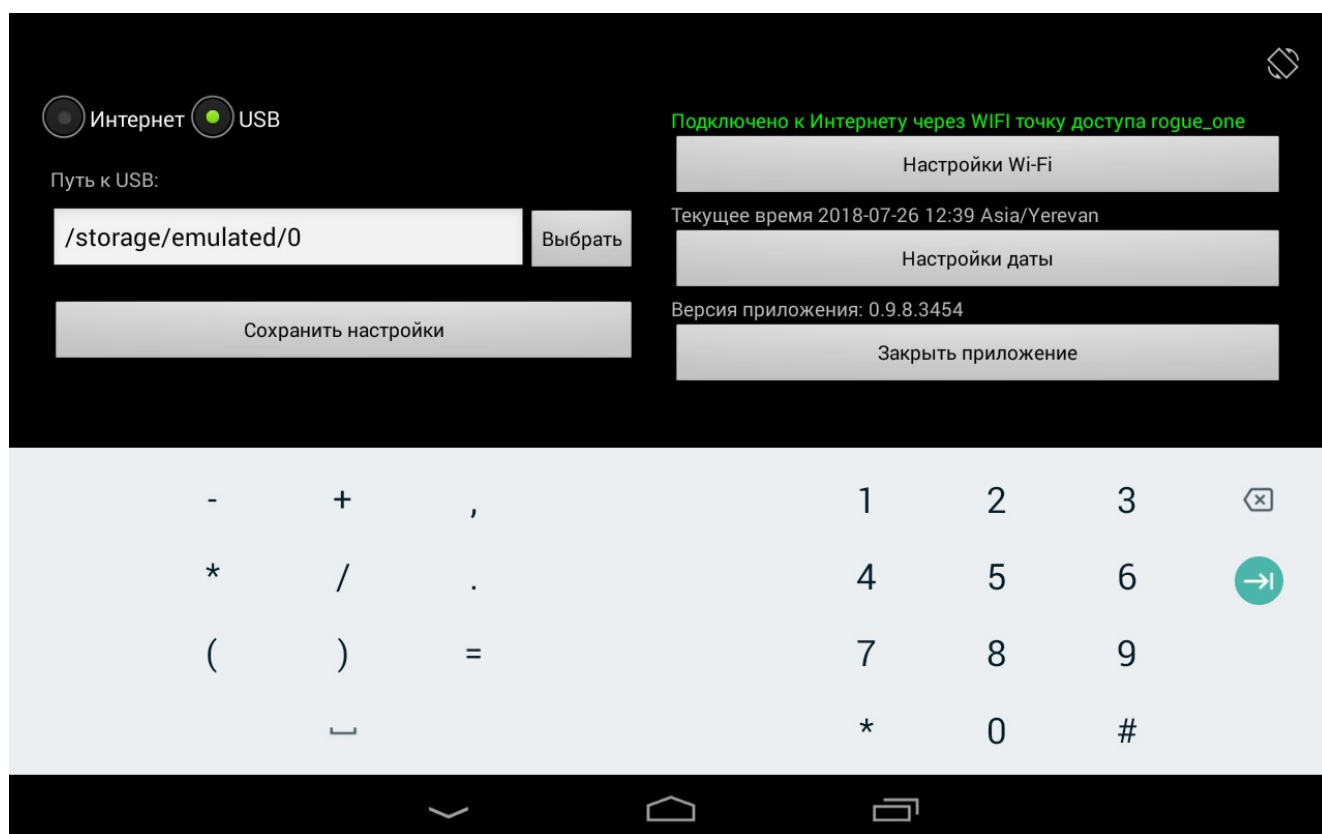 Интернет USB
Путь к USB:
/storage/emulated/0 Выбрать
Сохранить настройки
Подключено к Интернету через WIFI точку доступа rogue_one
Настройки Wi-Fi
Текущее время 2018-07-26 12:39 Asia/Yerevan
Настройки даты
Версия приложения: 0.9.8.3454
Закрыть приложение
- + , 1 2 3
* / . 4 5 6
( ) = 7 8 9
* 0 #